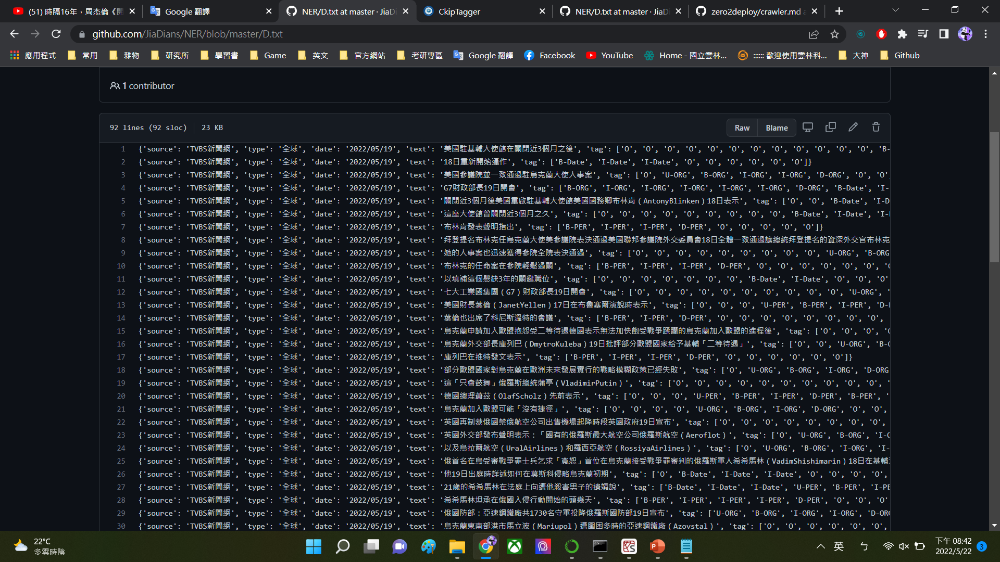 (51) 時隔16年，周杰倫《開
Google 翻譯
NER/D.txt at master · JiaDi
CkipTagger
NER/D.txt at master · JiaDi
zero2deploy/crawler.md a
github.com/JiaDians/NER/blob/master/D.txt
應用程式 常用 雜物 研究所 學習書 Game 英文 官方網站 考研專區 Google 翻譯 Facebook YouTube Home - 國立雲林... :::::: 歡迎使用雲林科... 大神 Github
1 contributor
92 lines (92 sloc) 23 KB Raw Blame
1 {'source': 'TVBS新聞網', 'type': '全球', 'date': '2022/05/19', 'text': '美國駐基輔大使館在關閉近3個月之後', 'tag': ['O', 'O', 'O', 'O', 'O', 'O', 'O', 'O', 'O', 'O', 'O', 'O', 'B-
2 {'source': 'TVBS新聞網', 'type': '全球', 'date': '2022/05/19', 'text': '18日重新開始運作', 'tag': ['B-Date', 'I-Date', 'I-Date', 'O', 'O', 'O', 'O', 'O', 'O']}
3 {'source': 'TVBS新聞網', 'type': '全球', 'date': '2022/05/19', 'text': '美國參議院並一致通過駐烏克蘭大使人事案', 'tag': ['O', 'U-ORG', 'B-ORG', 'I-ORG', 'I-ORG', 'D-ORG', 'O', 'O'
4 {'source': 'TVBS新聞網', 'type': '全球', 'date': '2022/05/19', 'text': 'G7財政部長19日開會', 'tag': ['B-ORG', 'I-ORG', 'I-ORG', 'I-ORG', 'I-ORG', 'I-ORG', 'D-ORG', 'B-Date', 'I-
5 {'source': 'TVBS新聞網', 'type': '全球', 'date': '2022/05/19', 'text': '關閉近3個月後美國重啟駐基輔大使館美國國務卿布林肯（AntonyBlinken）18日表示', 'tag': ['O', 'O', 'B-Date', 'I-D
6 {'source': 'TVBS新聞網', 'type': '全球', 'date': '2022/05/19', 'text': '這座大使館曾關閉近3個月之久', 'tag': ['O', 'O', 'O', 'O', 'O', 'O', 'O', 'O', 'O', 'B-Date', 'I-Date', 'I-
7 {'source': 'TVBS新聞網', 'type': '全球', 'date': '2022/05/19', 'text': '布林肯發表聲明指出', 'tag': ['B-PER', 'I-PER', 'I-PER', 'D-PER', 'O', 'O', 'O', 'O', 'O']}
8 {'source': 'TVBS新聞網', 'type': '全球', 'date': '2022/05/19', 'text': '拜登提名布林克任烏克蘭大使美參議院表決通過美國聯邦參議院外交委員會18日全體一致通過讓總統拜登提名的資深外交官布林克
9 {'source': 'TVBS新聞網', 'type': '全球', 'date': '2022/05/19', 'text': '她的人事案也迅速獲得參院全院表決通過', 'tag': ['O', 'O', 'O', 'O', 'O', 'O', 'O', 'O', 'O', 'U-ORG', 'B-ORG
10 {'source': 'TVBS新聞網', 'type': '全球', 'date': '2022/05/19', 'text': '布林克的任命案在參院輕鬆過關', 'tag': ['B-PER', 'I-PER', 'I-PER', 'D-PER', 'O', 'O', 'O', 'O', 'O', 'O', 'O
11 {'source': 'TVBS新聞網', 'type': '全球', 'date': '2022/05/19', 'text': '以填補這個懸缺3年的關鍵職位', 'tag': ['O', 'O', 'O', 'O', 'O', 'O', 'O', 'B-Date', 'I-Date', 'O', 'O', 'O'
12 {'source': 'TVBS新聞網', 'type': '全球', 'date': '2022/05/19', 'text': '七大工業國集團（G7）財政部長19日開會', 'tag': ['O', 'O', 'O', 'O', 'O', 'O', 'O', 'O', 'O', 'O', 'U-ORG', '
13 {'source': 'TVBS新聞網', 'type': '全球', 'date': '2022/05/19', 'text': '美國財長葉倫（JanetYellen）17日在布魯塞爾演說時表示', 'tag': ['O', 'O', 'O', 'U-PER', 'B-PER', 'I-PER', 'D-P
14 {'source': 'TVBS新聞網', 'type': '全球', 'date': '2022/05/19', 'text': '葉倫也出席了科尼斯溫特的會議', 'tag': ['B-PER', 'I-PER', 'D-PER', 'O', 'O', 'O', 'O', 'O', 'O', 'O', 'O',
15 {'source': 'TVBS新聞網', 'type': '全球', 'date': '2022/05/19', 'text': '烏克蘭申請加入歐盟抱怨受二等待遇德國表示無法加快飽受戰爭蹂躪的烏克蘭加入歐盟的進程後', 'tag': ['O', 'O', 'O', 'O
16 {'source': 'TVBS新聞網', 'type': '全球', 'date': '2022/05/19', 'text': '烏克蘭外交部長庫列巴（DmytroKuleba）19日批評部分歐盟國家給予基輔「二等待遇」', 'tag': ['O', 'O', 'U-ORG', 'B-O
17 {'source': 'TVBS新聞網', 'type': '全球', 'date': '2022/05/19', 'text': '庫列巴在推特發文表示', 'tag': ['B-PER', 'I-PER', 'I-PER', 'D-PER', 'O', 'O', 'O', 'O', 'O', 'O']}
18 {'source': 'TVBS新聞網', 'type': '全球', 'date': '2022/05/19', 'text': '部分歐盟國家對烏克蘭在歐洲未來發展實行的戰略模糊政策已經失敗', 'tag': ['O', 'U-ORG', 'B-ORG', 'I-ORG', 'D-ORG
19 {'source': 'TVBS新聞網', 'type': '全球', 'date': '2022/05/19', 'text': '這「只會鼓舞」俄羅斯總統蒲亭（VladimirPutin）', 'tag': ['O', 'O', 'O', 'O', 'O', 'O', 'O', 'O', 'O', 'O', '
20 {'source': 'TVBS新聞網', 'type': '全球', 'date': '2022/05/19', 'text': '德國總理蕭茲（OlafScholz）先前表示', 'tag': ['O', 'O', 'O', 'U-PER', 'B-PER', 'I-PER', 'D-PER', 'B-PER', '
21 {'source': 'TVBS新聞網', 'type': '全球', 'date': '2022/05/19', 'text': '烏克蘭加入歐盟可能「沒有捷徑」', 'tag': ['O', 'O', 'O', 'O', 'U-ORG', 'B-ORG', 'I-ORG', 'D-ORG', 'O', 'O',
22 {'source': 'TVBS新聞網', 'type': '全球', 'date': '2022/05/19', 'text': '英國再制裁俄國禁俄航空公司出售機場起降時段英國政府19日宣布', 'tag': ['O', 'O', 'O', 'O', 'O', 'O', 'O', 'O',
23 {'source': 'TVBS新聞網', 'type': '全球', 'date': '2022/05/19', 'text': '英國外交部發布聲明表示：「國有的俄羅斯最大航空公司俄羅斯航空（Aeroflot）', 'tag': ['O', 'U-ORG', 'B-ORG', 'I-O
24 {'source': 'TVBS新聞網', 'type': '全球', 'date': '2022/05/19', 'text': '以及烏拉爾航空（UralAirlines）和羅西亞航空（RossiyaAirlines）', 'tag': ['O', 'U-ORG', 'B-ORG', 'I-ORG', 'I-
25 {'source': 'TVBS新聞網', 'type': '全球', 'date': '2022/05/19', 'text': '俄首名在烏受審戰爭罪士兵乞求「寬恕」首位在烏克蘭接受戰爭罪審判的俄羅斯軍人希希馬林（VadimShishimarin）18日在基輔
26 {'source': 'TVBS新聞網', 'type': '全球', 'date': '2022/05/19', 'text': '他19日出庭時詳述如何在莫斯科侵略烏克蘭初期', 'tag': ['O', 'B-Date', 'I-Date', 'I-Date', 'O', 'O', 'O', 'O',
27 {'source': 'TVBS新聞網', 'type': '全球', 'date': '2022/05/19', 'text': '21歲的希希馬林在法庭上向遭他殺害男子的遺孀說', 'tag': ['B-Date', 'I-Date', 'I-Date', 'U-PER', 'B-PER', 'I-PE
28 {'source': 'TVBS新聞網', 'type': '全球', 'date': '2022/05/19', 'text': '希希馬林坦承在俄國入侵行動開始的頭幾天', 'tag': ['B-PER', 'I-PER', 'I-PER', 'I-PER', 'D-PER', 'O', 'O', 'O'
29 {'source': 'TVBS新聞網', 'type': '全球', 'date': '2022/05/19', 'text': '俄國防部：亞速鋼鐵廠共1730名守軍投降俄羅斯國防部19日宣布', 'tag': ['U-ORG', 'B-ORG', 'I-ORG', 'I-ORG', 'D-ORG
30 {'source': 'TVBS新聞網', 'type': '全球', 'date': '2022/05/19', 'text': '烏克蘭東南部港市馬立波（Mariupol）遭圍困多時的亞速鋼鐵廠（Azovstal）', 'tag': ['O', 'O', 'O', 'O', 'O', 'O',
22°C
多雲時陰
英 ㄅ
下午 08:42
2022/5/22
3